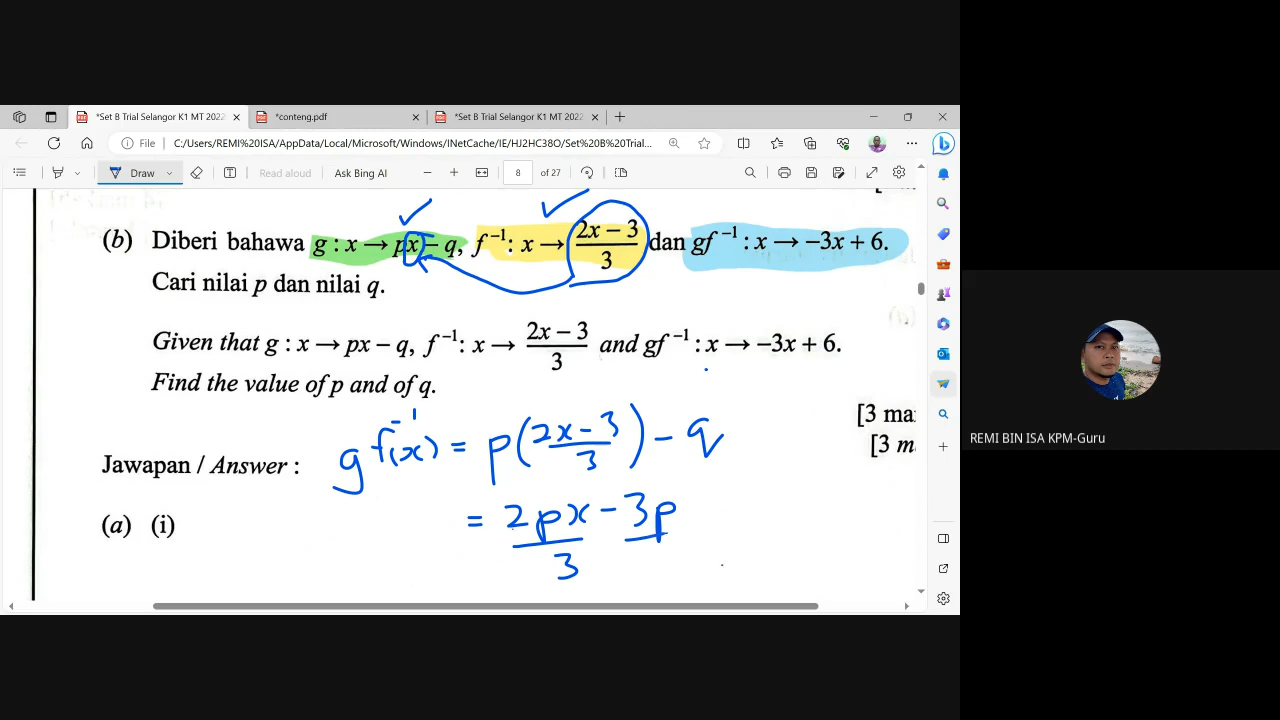 *Set B Trial Selangor K1 MT 2022 *conteng.pdf *Set B Trial Selangor K1 MT 2022
File C:/Users/REMI%20ISA/AppData/Local/Microsoft/Windows/INetCache/IE/HJ2HC38O/Set%20B%20Trial...
Draw Read aloud Ask Bing AI 8 of 27
(b) Diberi bahawa g : x → px − q, f⁻¹ : x → (2x − 3)/3 dan gf⁻¹ : x → −3x + 6.
Cari nilai p dan nilai q.
Given that g : x → px − q, f⁻¹ : x → (2x − 3)/3 and gf⁻¹ : x → −3x + 6.
Find the value of p and of q.
[3 mar
[3 m
g f⁻¹(x) = p((2x − 3)/3) − q
Jawapan / Answer :
= 2px/3 − 3p
(a) (i)
REMI BIN ISA KPM-Guru